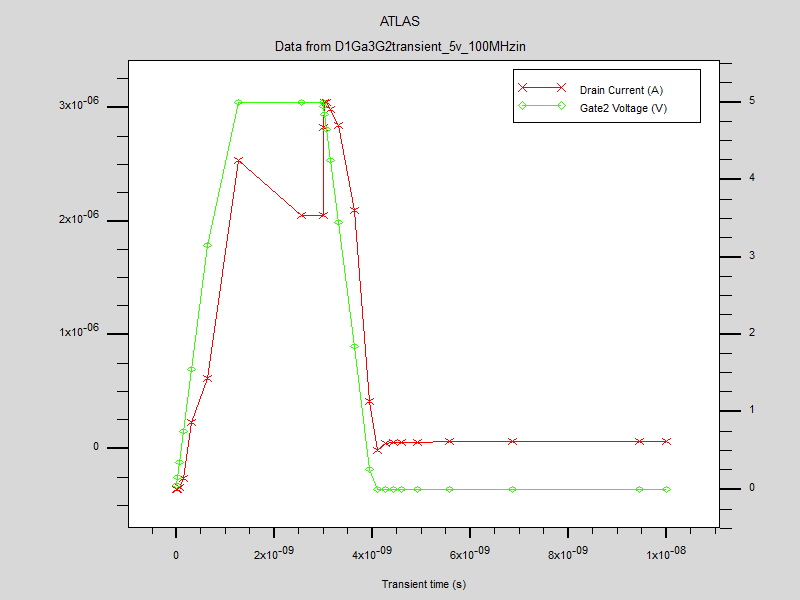 ATLAS
Data from D1Ga3G2transient_5v_100MHzin
Drain Current (A)
Gate2 Voltage (V)
3x10-06
2x10-06
1x10-06
0
5
4
3
2
1
0
0
2x10-09
4x10-09
6x10-09
8x10-09
1x10-08
Transient time (s)